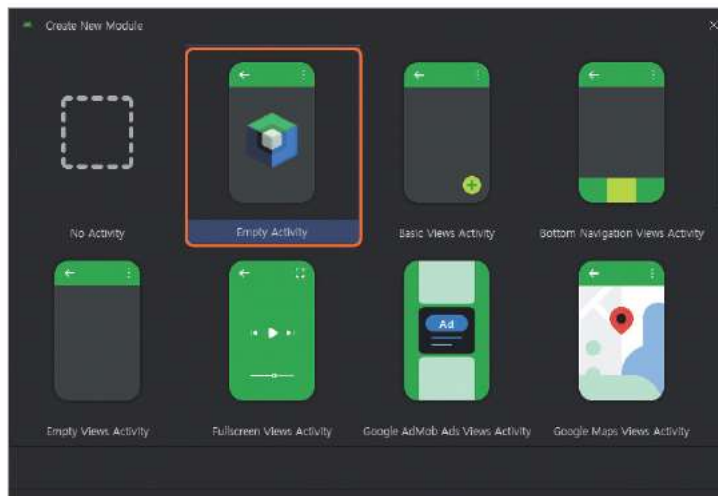 Create New Module
No Activity
Empty Activity
Basic Views Activity
Bottom Navigation Views Activity
Ad
Empty Views Activity
Fullscreen Views Activity
Google AdMob Ads Views Activity
Google Maps Views Activity